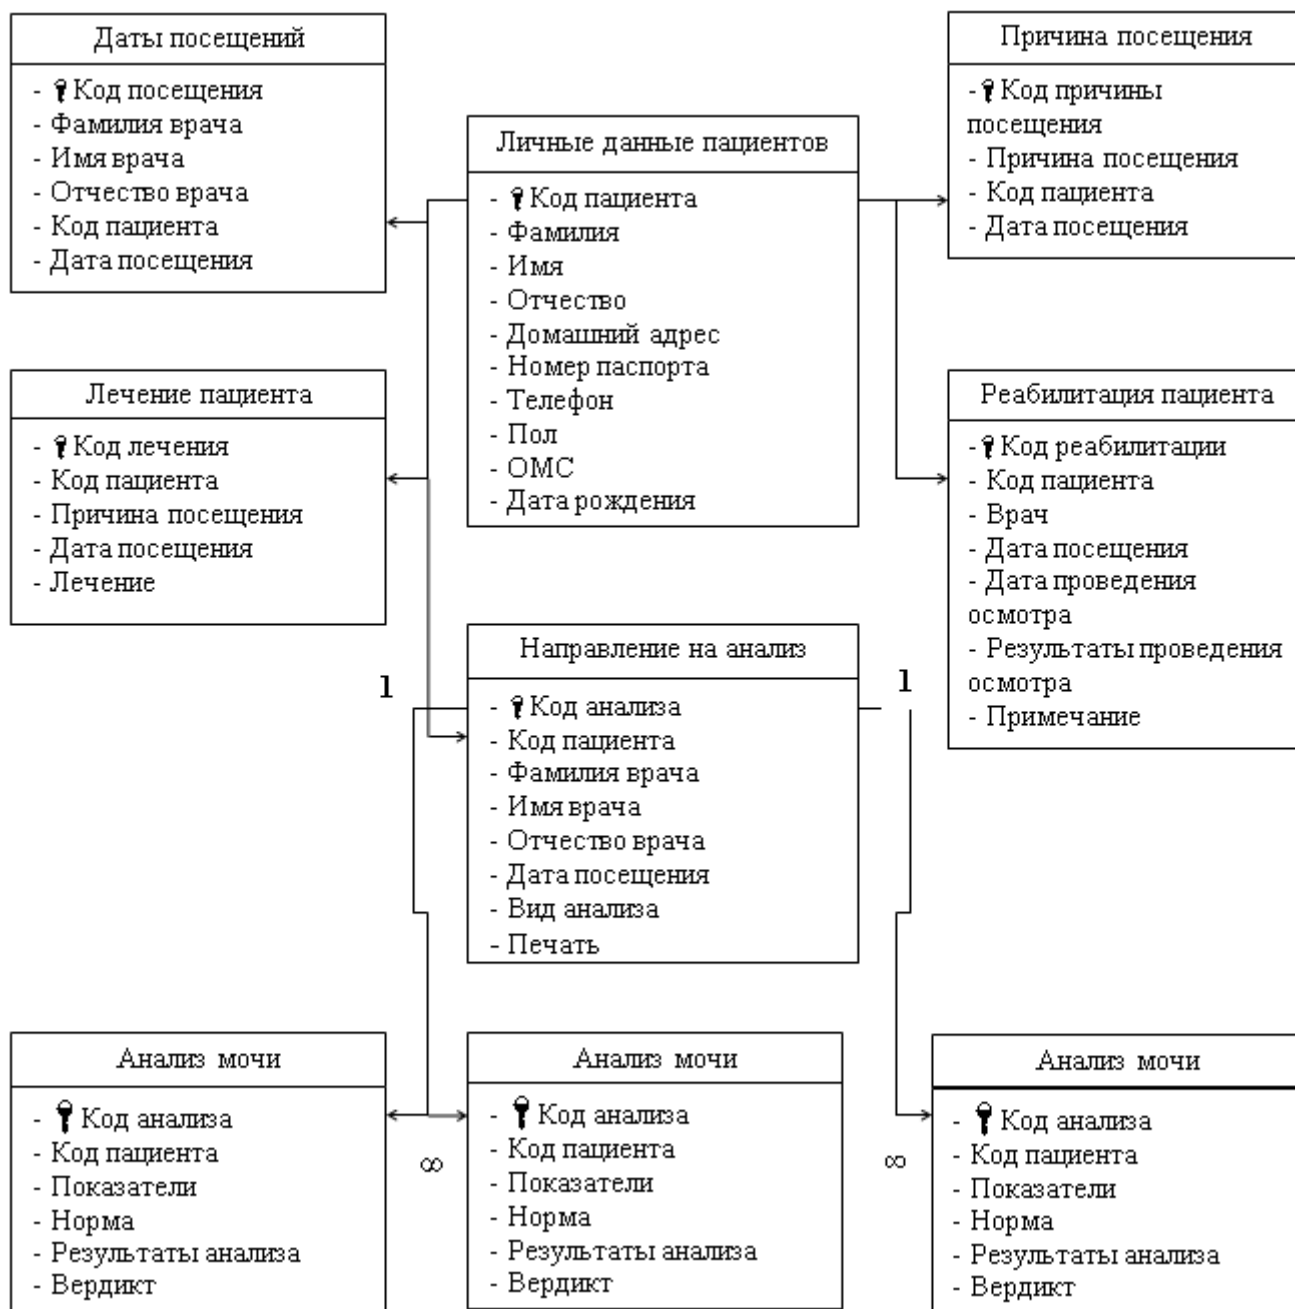 Даты посещений
- Код посещения
- Фамилия врача
- Имя врача
- Отчество врача
- Код пациента
- Дата посещения
Личные данные пациентов
- Код пациента
- Фамилия
- Имя
- Отчество
- Домашний адрес
- Номер паспорта
- Телефон
- Пол
- ОМС
- Дата рождения
Причина посещения
- Код причины
посещения
- Причина посещения
- Код пациента
- Дата посещения
Лечение пациента
- Код лечения
- Код пациента
- Причина посещения
- Дата посещения
- Лечение
Реабилитация пациента
- Код реабилитации
- Код пациента
- Врач
- Дата посещения
- Дата проведения
осмотра
- Результаты проведения
осмотра
- Примечание
1
Направление на анализ
- Код анализа
- Код пациента
- Фамилия врача
- Имя врача
- Отчество врача
- Дата посещения
- Вид анализа
- Печать
1
Анализ мочи
- Код анализа
- Код пациента
- Показатели
- Норма
- Результаты анализа
- Вердикт
∞
Анализ мочи
- Код анализа
- Код пациента
- Показатели
- Норма
- Результаты анализа
- Вердикт
∞
Анализ мочи
- Код анализа
- Код пациента
- Показатели
- Норма
- Результаты анализа
- Вердикт